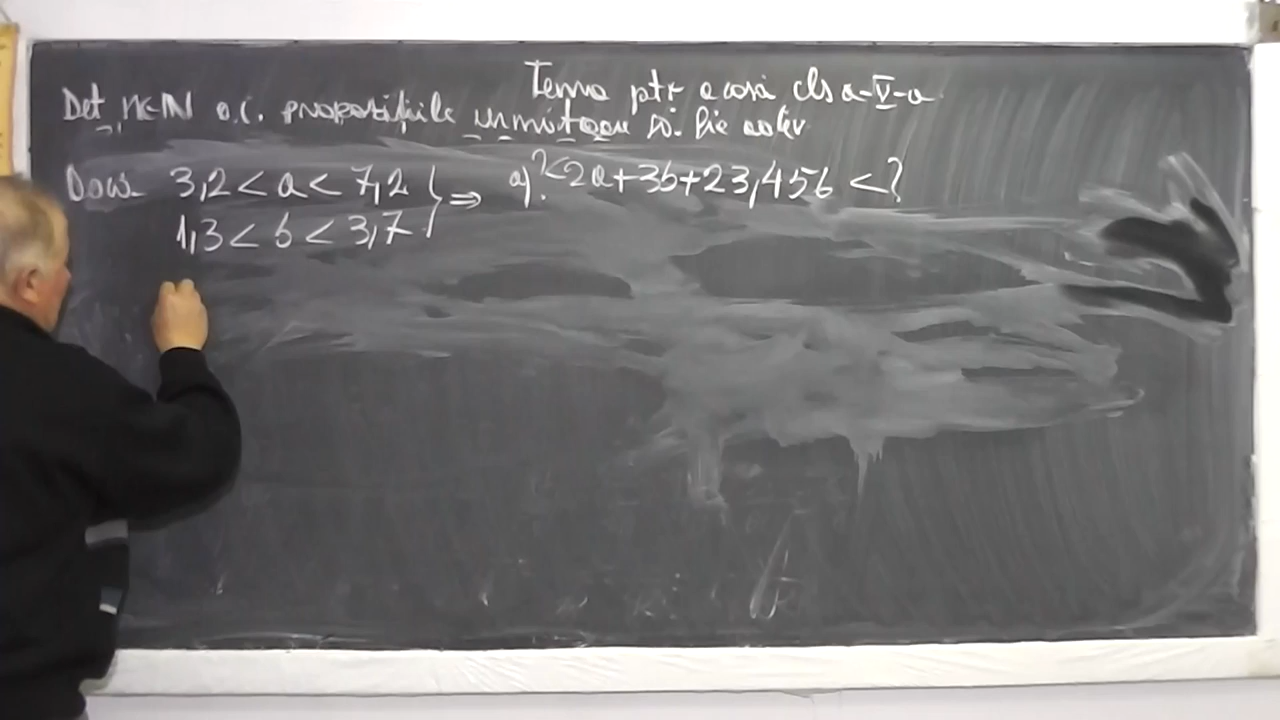 Tema ptr acasă cls a-V-a
Det n∈N a.î. propozițiile următoare să fie adev.
Dacă 3,2 < a < 7,2 } ⇒ a) ? < 2a+3b+23,456 < ?
1,3 < b < 3,7